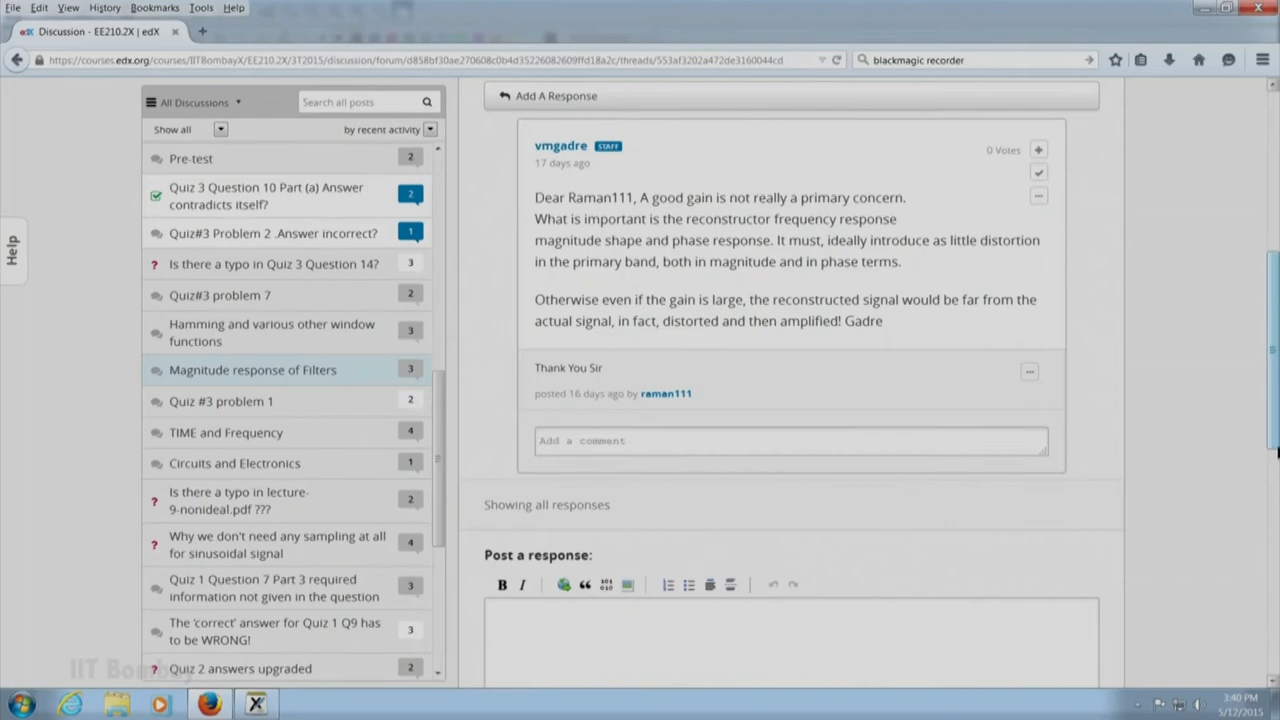 File Edit View History Bookmarks Tools Help
edX Discussion - EE210.2X | edX
https://courses.edx.org/courses/IITBombayX/EE210.2X/3T2015/discussion/forum/d858bf30ae270608c0b4d35226082609ffd18a2c/threads/553af3202a472de3160044cd
blackmagic recorder
All Discussions
Search all posts
Show all
by recent activity
Pre-test 2
Quiz 3 Question 10 Part (a) Answer
contradicts itself? 2
Quiz#3 Problem 2 .Answer incorrect? 1
? Is there a typo in Quiz 3 Question 14? 3
Quiz#3 problem 7 2
Hamming and various other window
functions 3
Magnitude response of Filters 3
Quiz #3 problem 1 2
TIME and Frequency 4
Circuits and Electronics 1
? Is there a typo in lecture-
9-nonideal.pdf ??? 2
? Why we don't need any sampling at all
for sinusoidal signal 4
Quiz 1 Question 7 Part 3 required
information not given in the question 3
The 'correct' answer for Quiz 1 Q9 has
to be WRONG! 3
? Quiz 2 answers upgraded 2
Help
Add A Response
vmgadre STAFF
17 days ago
0 Votes
Dear Raman111, A good gain is not really a primary concern.
What is important is the reconstructor frequency response
magnitude shape and phase response. It must, ideally introduce as little distortion
in the primary band, both in magnitude and in phase terms.
Otherwise even if the gain is large, the reconstructed signal would be far from the
actual signal, in fact, distorted and then amplified! Gadre
Thank You Sir
posted 16 days ago by raman111
Add a comment
Showing all responses
Post a response:
B I
IIT Bombay
3:40 PM
5/12/2015